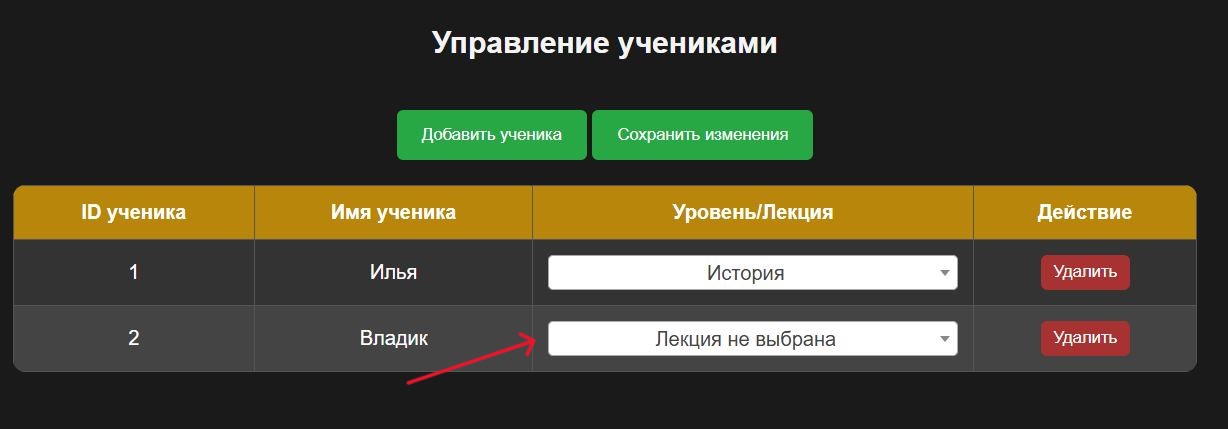 Управление учениками
Добавить ученика Сохранить изменения
ID ученика Имя ученика Уровень/Лекция Действие
1 Илья История Удалить
2 Владик Лекция не выбрана Удалить